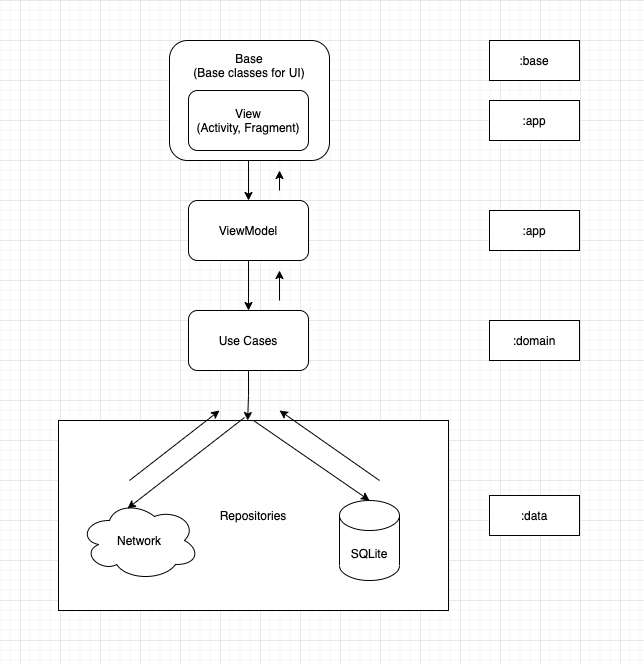 Base
(Base classes for UI)
:base
View
(Activity, Fragment)
:app
ViewModel
:app
Use Cases
:domain
Repositories
:data
Network
SQLite